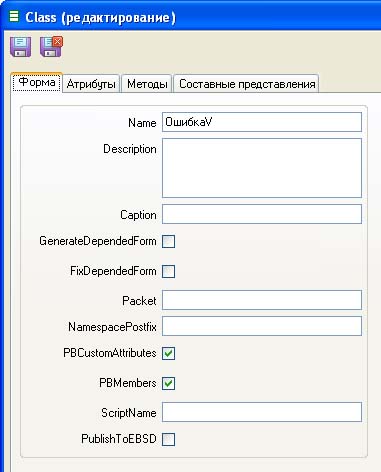 Class (редактирование)
Форма Атрибуты Методы Составные представления
Name ОшибкаV
Description
Caption
GenerateDependedForm
FixDependedForm
Packet
NamespacePostfix
PBCustomAttributes
PBMembers
ScriptName
PublishToEBSD